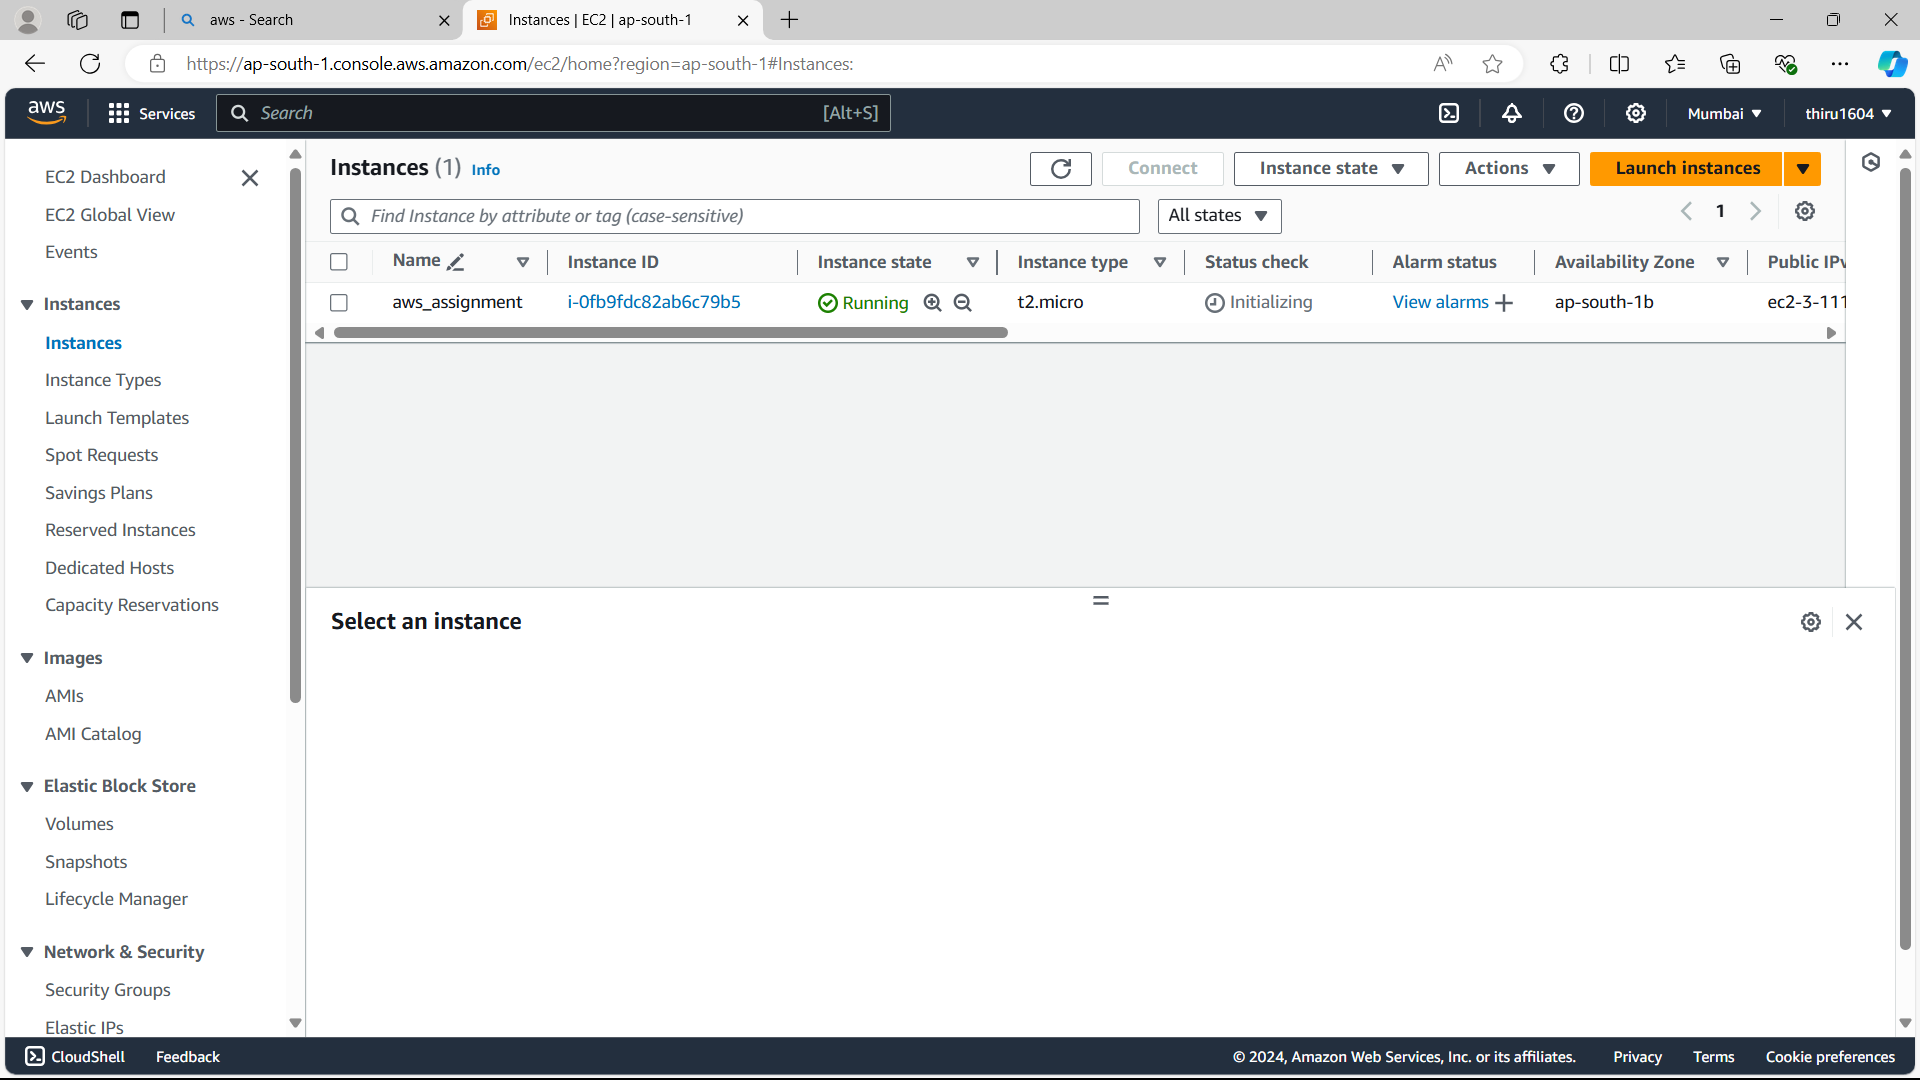 aws - Search
Instances | EC2 | ap-south-1
https://ap-south-1.console.aws.amazon.com/ec2/home?region=ap-south-1#Instances:
aws
Services
Search
[Alt+S]
Mumbai
thiru1604
EC2 Dashboard
EC2 Global View
Events
Instances
Instances
Instance Types
Launch Templates
Spot Requests
Savings Plans
Reserved Instances
Dedicated Hosts
Capacity Reservations
Images
AMIs
AMI Catalog
Elastic Block Store
Volumes
Snapshots
Lifecycle Manager
Network & Security
Security Groups
Elastic IPs
Instances (1) Info
Connect
Instance state
Actions
Launch instances
Find Instance by attribute or tag (case-sensitive)
All states
1
Name Instance ID Instance state Instance type Status check Alarm status Availability Zone Public IPv
aws_assignment i-0fb9fdc82ab6c79b5 Running t2.micro Initializing View alarms + ap-south-1b ec2-3-111
Select an instance
CloudShell
Feedback
© 2024, Amazon Web Services, Inc. or its affiliates.
Privacy
Terms
Cookie preferences